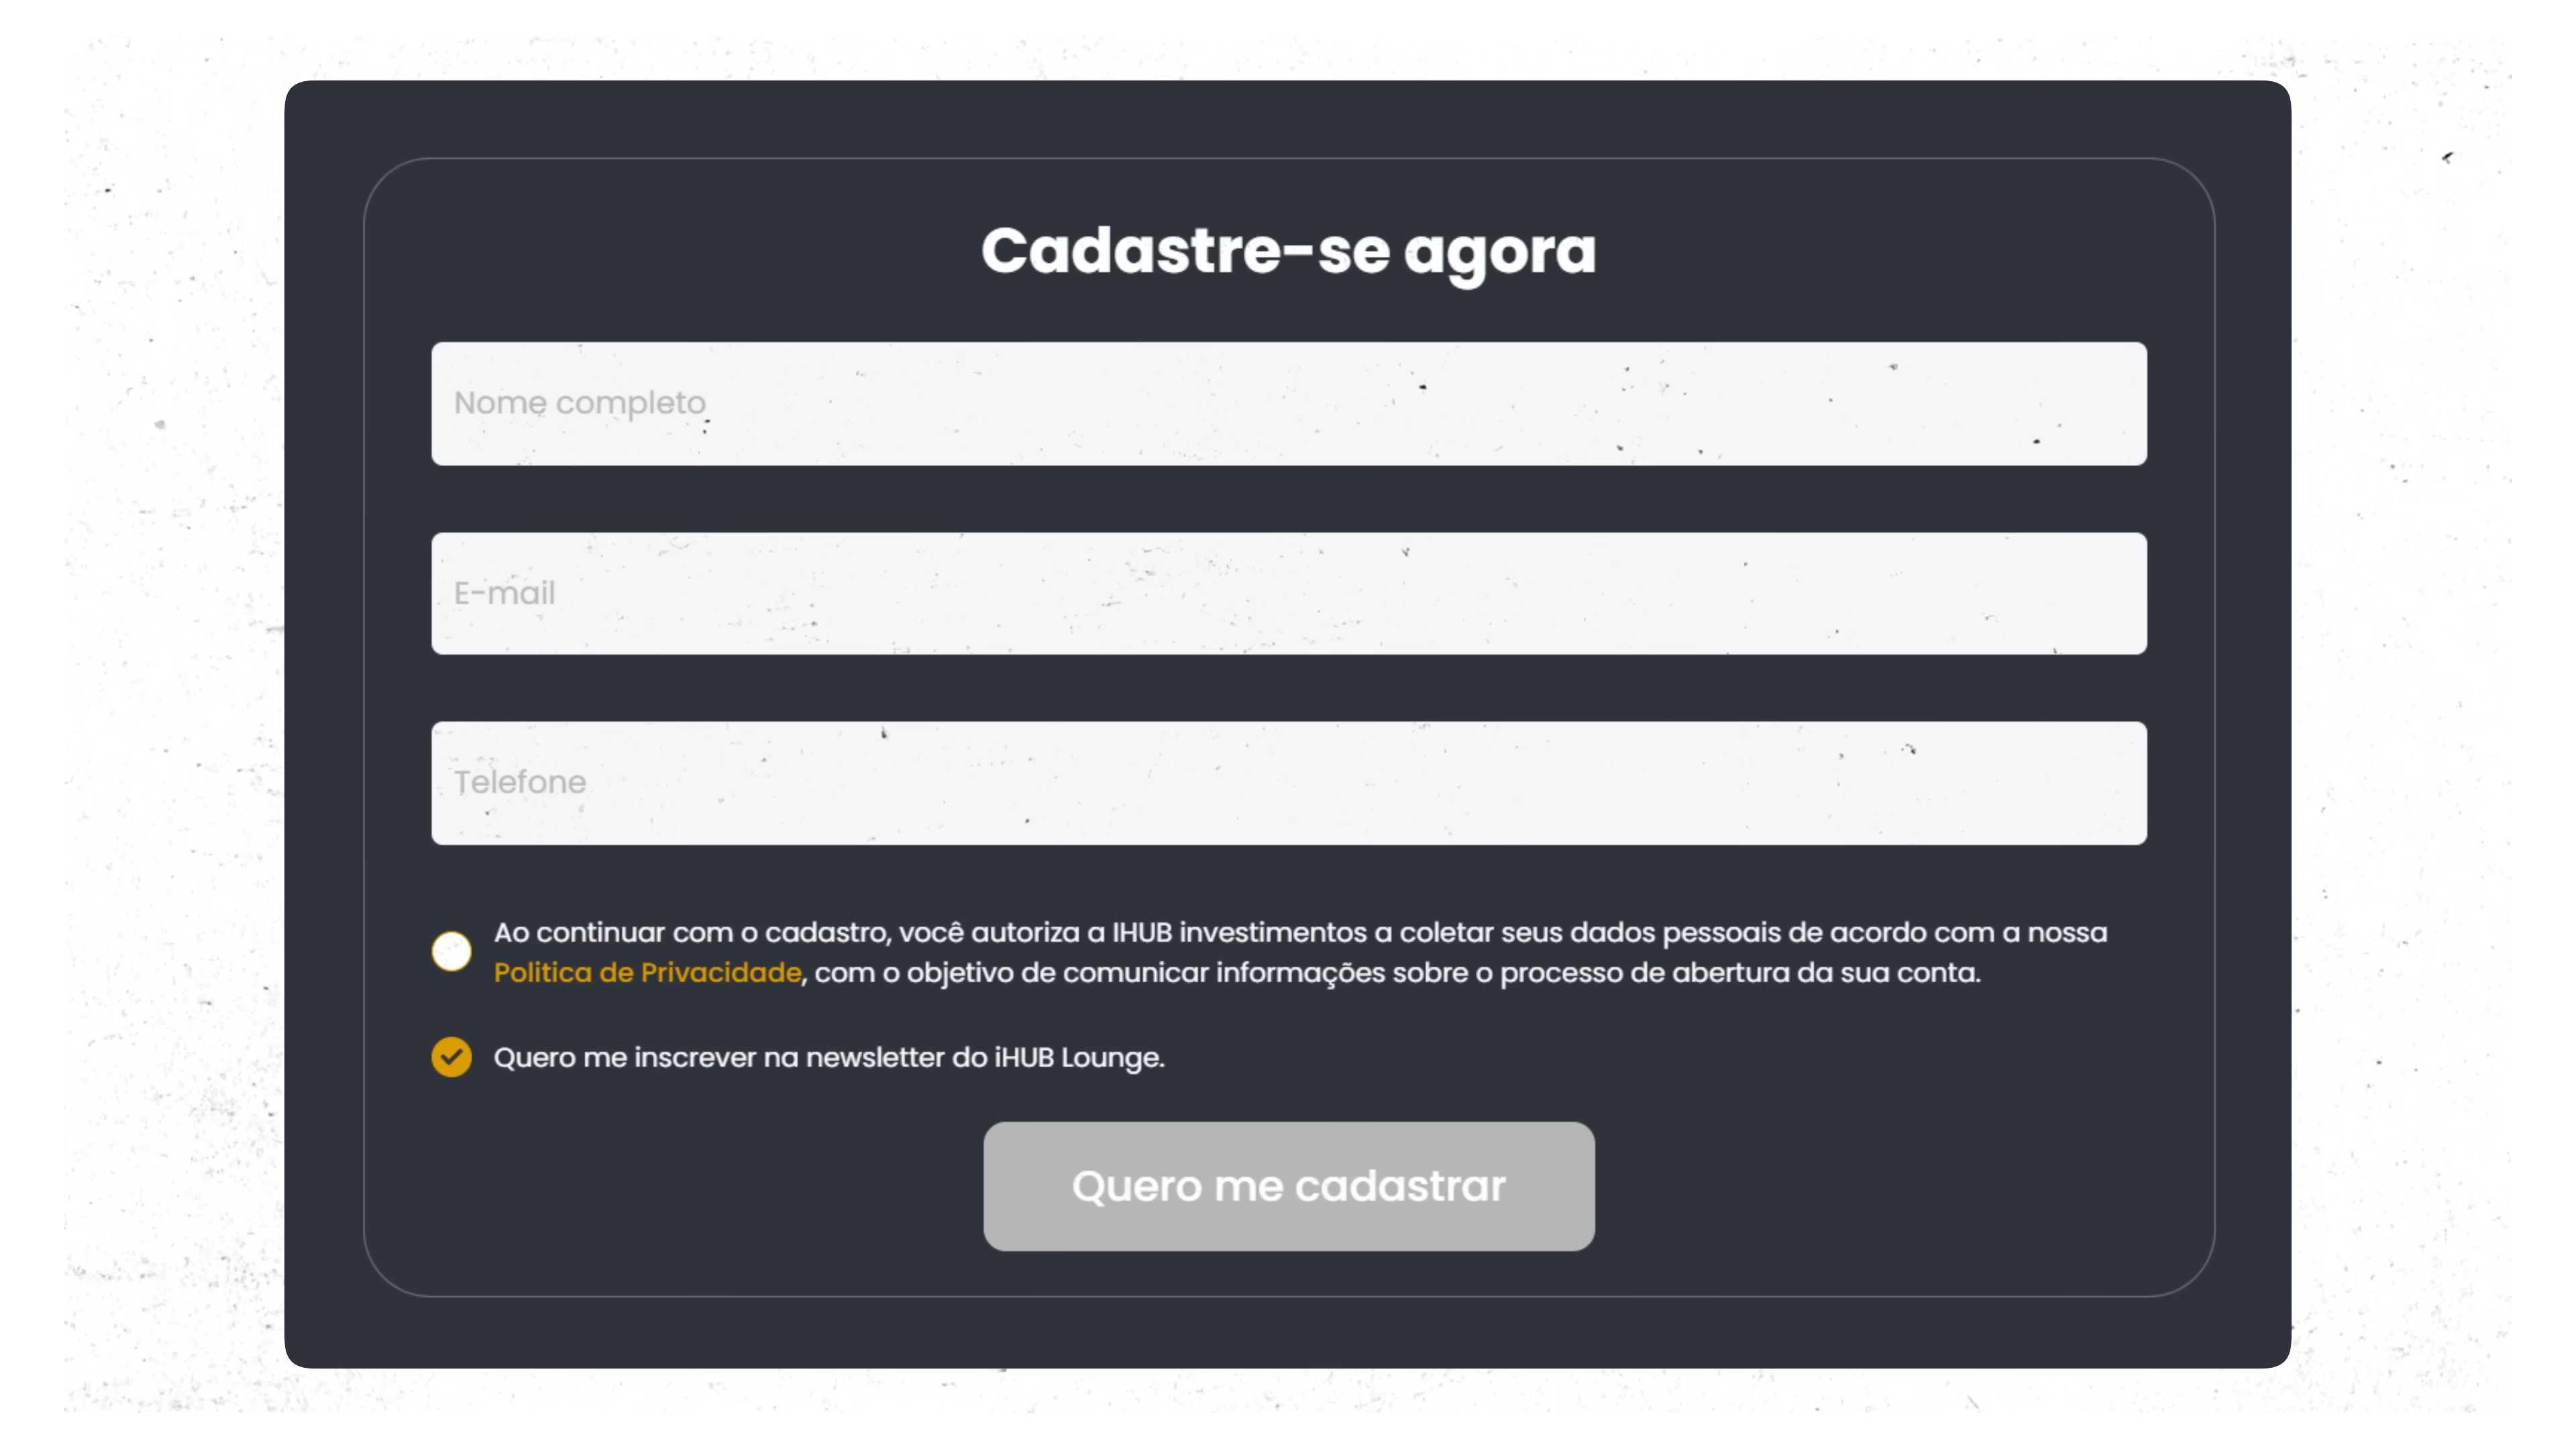 Cadastre-se agora
Nome completo
E-mail
Telefone
Ao continuar com o cadastro, você autoriza a IHUB investimentos a coletar seus dados pessoais de acordo com a nossa
Politica de Privacidade, com o objetivo de comunicar informações sobre o processo de abertura da sua conta.
Quero me inscrever na newsletter do iHUB Lounge.
Quero me cadastrar